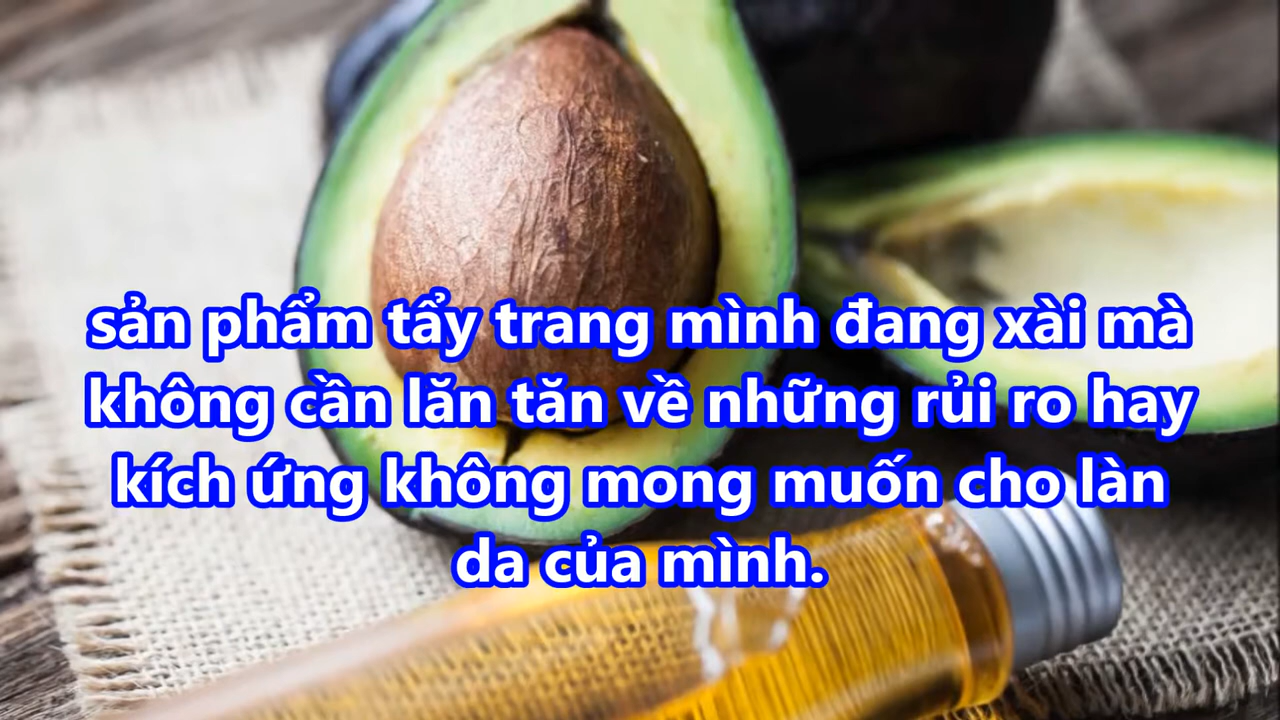 sản phẩm tẩy trang mình đang xài mà
không cần lăn tăn về những rủi ro hay
kích ứng không mong muốn cho làn
da của mình.